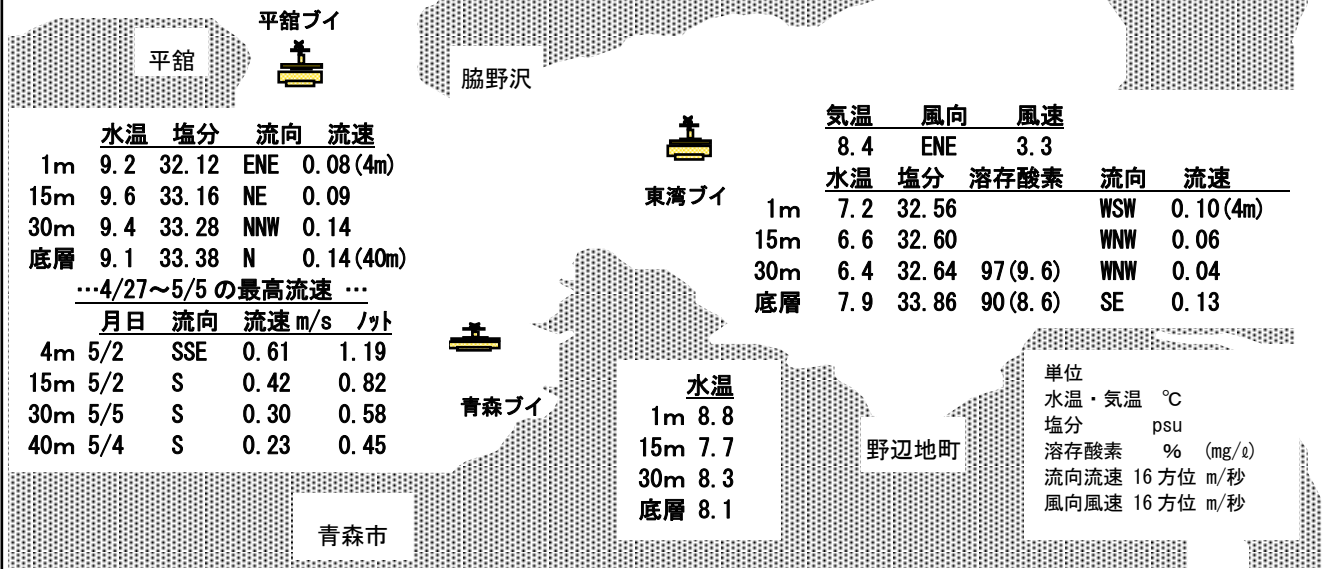 平舘ブイ
平舘
脇野沢
水温 塩分 流向 流速
1m 9.2 32.12 ENE 0.08(4m)
15m 9.6 33.16 NE 0.09
30m 9.4 33.28 NNW 0.14
底層 9.1 33.38 N 0.14(40m)
…4/27～5/5の最高流速 …
月日 流向 流速m/s ノット
4m 5/2 SSE 0.61 1.19
15m 5/2 S 0.42 0.82
30m 5/5 S 0.30 0.58
40m 5/4 S 0.23 0.45
東湾ブイ
気温 風向 風速
8.4 ENE 3.3
水温 塩分 溶存酸素 流向 流速
1m 7.2 32.56 WSW 0.10(4m)
15m 6.6 32.60 WNW 0.06
30m 6.4 32.64 97(9.6) WNW 0.04
底層 7.9 33.86 90(8.6) SE 0.13
青森ブイ
水温
1m 8.8
15m 7.7
30m 8.3
底層 8.1
野辺地町
青森市
単位
水温・気温 ℃
塩分 psu
溶存酸素 % (mg/ℓ)
流向流速 16方位 m/秒
風向風速 16方位 m/秒